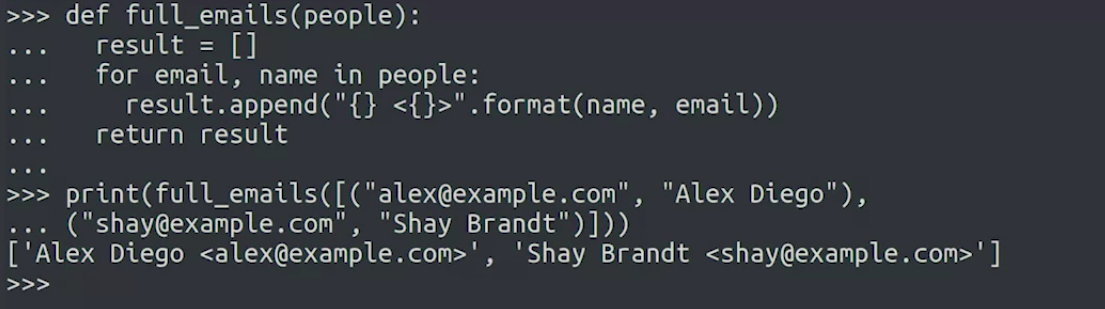 >>> def full_emails(people):
...   result = []
...   for email, name in people:
...     result.append("{} <{}>".format(name, email))
...   return result
...
>>> print(full_emails([("alex@example.com", "Alex Diego"),
... ("shay@example.com", "Shay Brandt")]))
['Alex Diego <alex@example.com>', 'Shay Brandt <shay@example.com>']
>>>